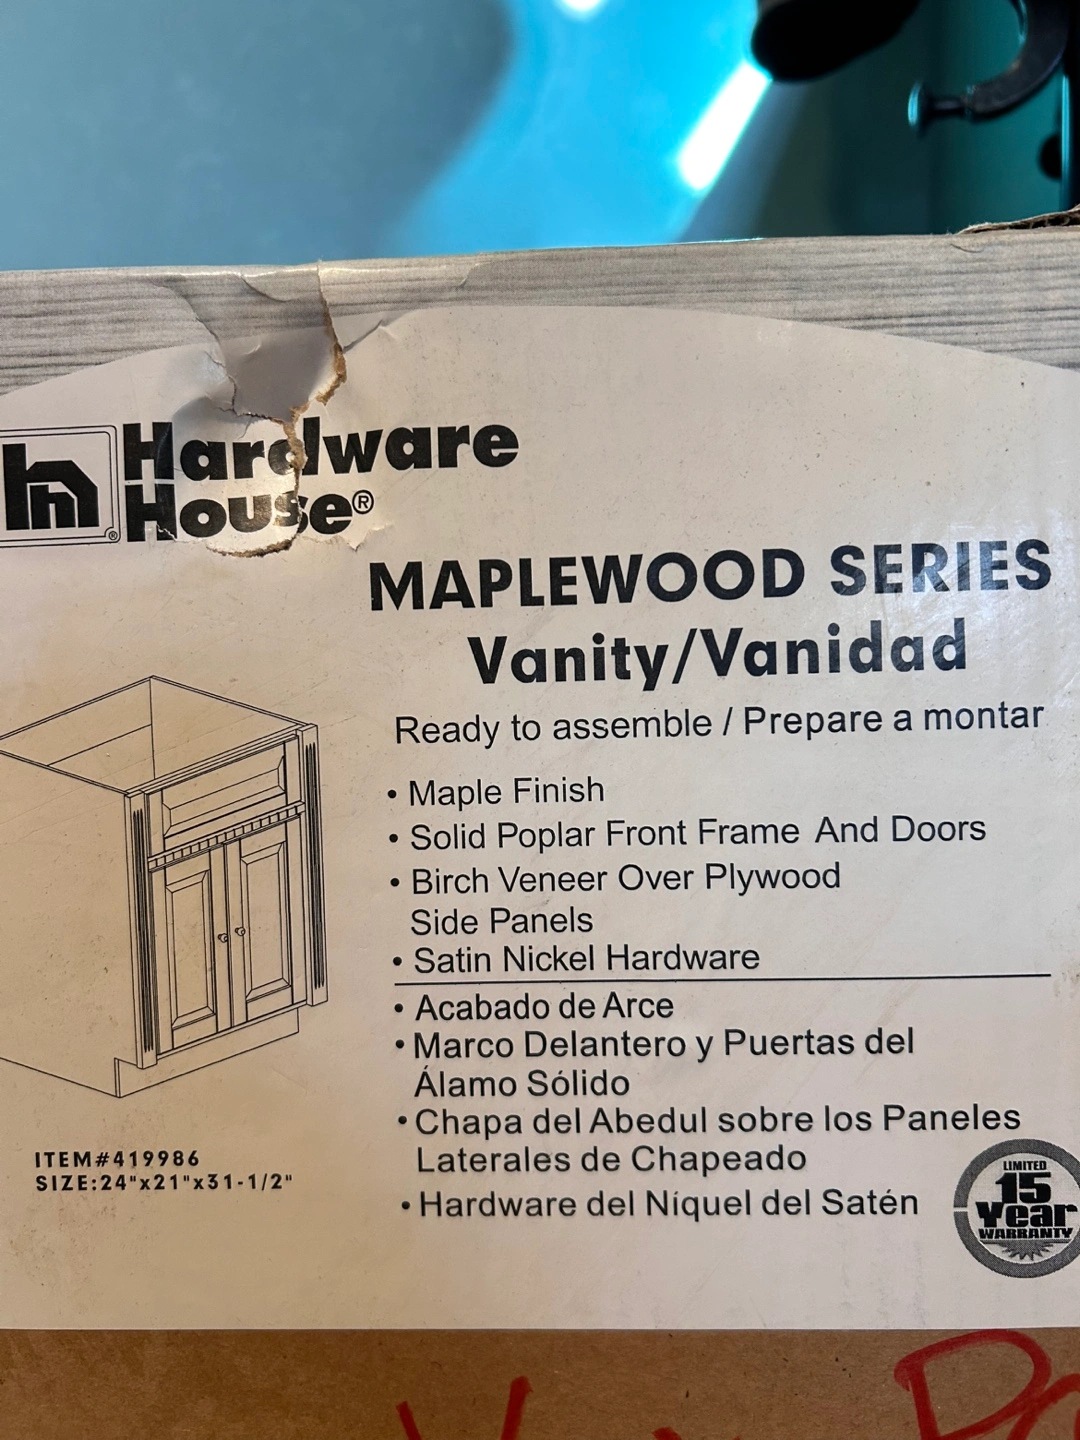 Hardware
House®
MAPLEWOOD SERIES
Vanity/Vanidad
Ready to assemble / Prepare a montar
• Maple Finish
• Solid Poplar Front Frame And Doors
• Birch Veneer Over Plywood
Side Panels
• Satin Nickel Hardware
• Acabado de Arce
• Marco Delantero y Puertas del
Álamo Sólido
• Chapa del Abedul sobre los Paneles
Laterales de Chapeado
• Hardware del Níquel del Satén
ITEM#419986
SIZE:24"x21"x31-1/2"
LIMITED
15
Year
WARRANTY